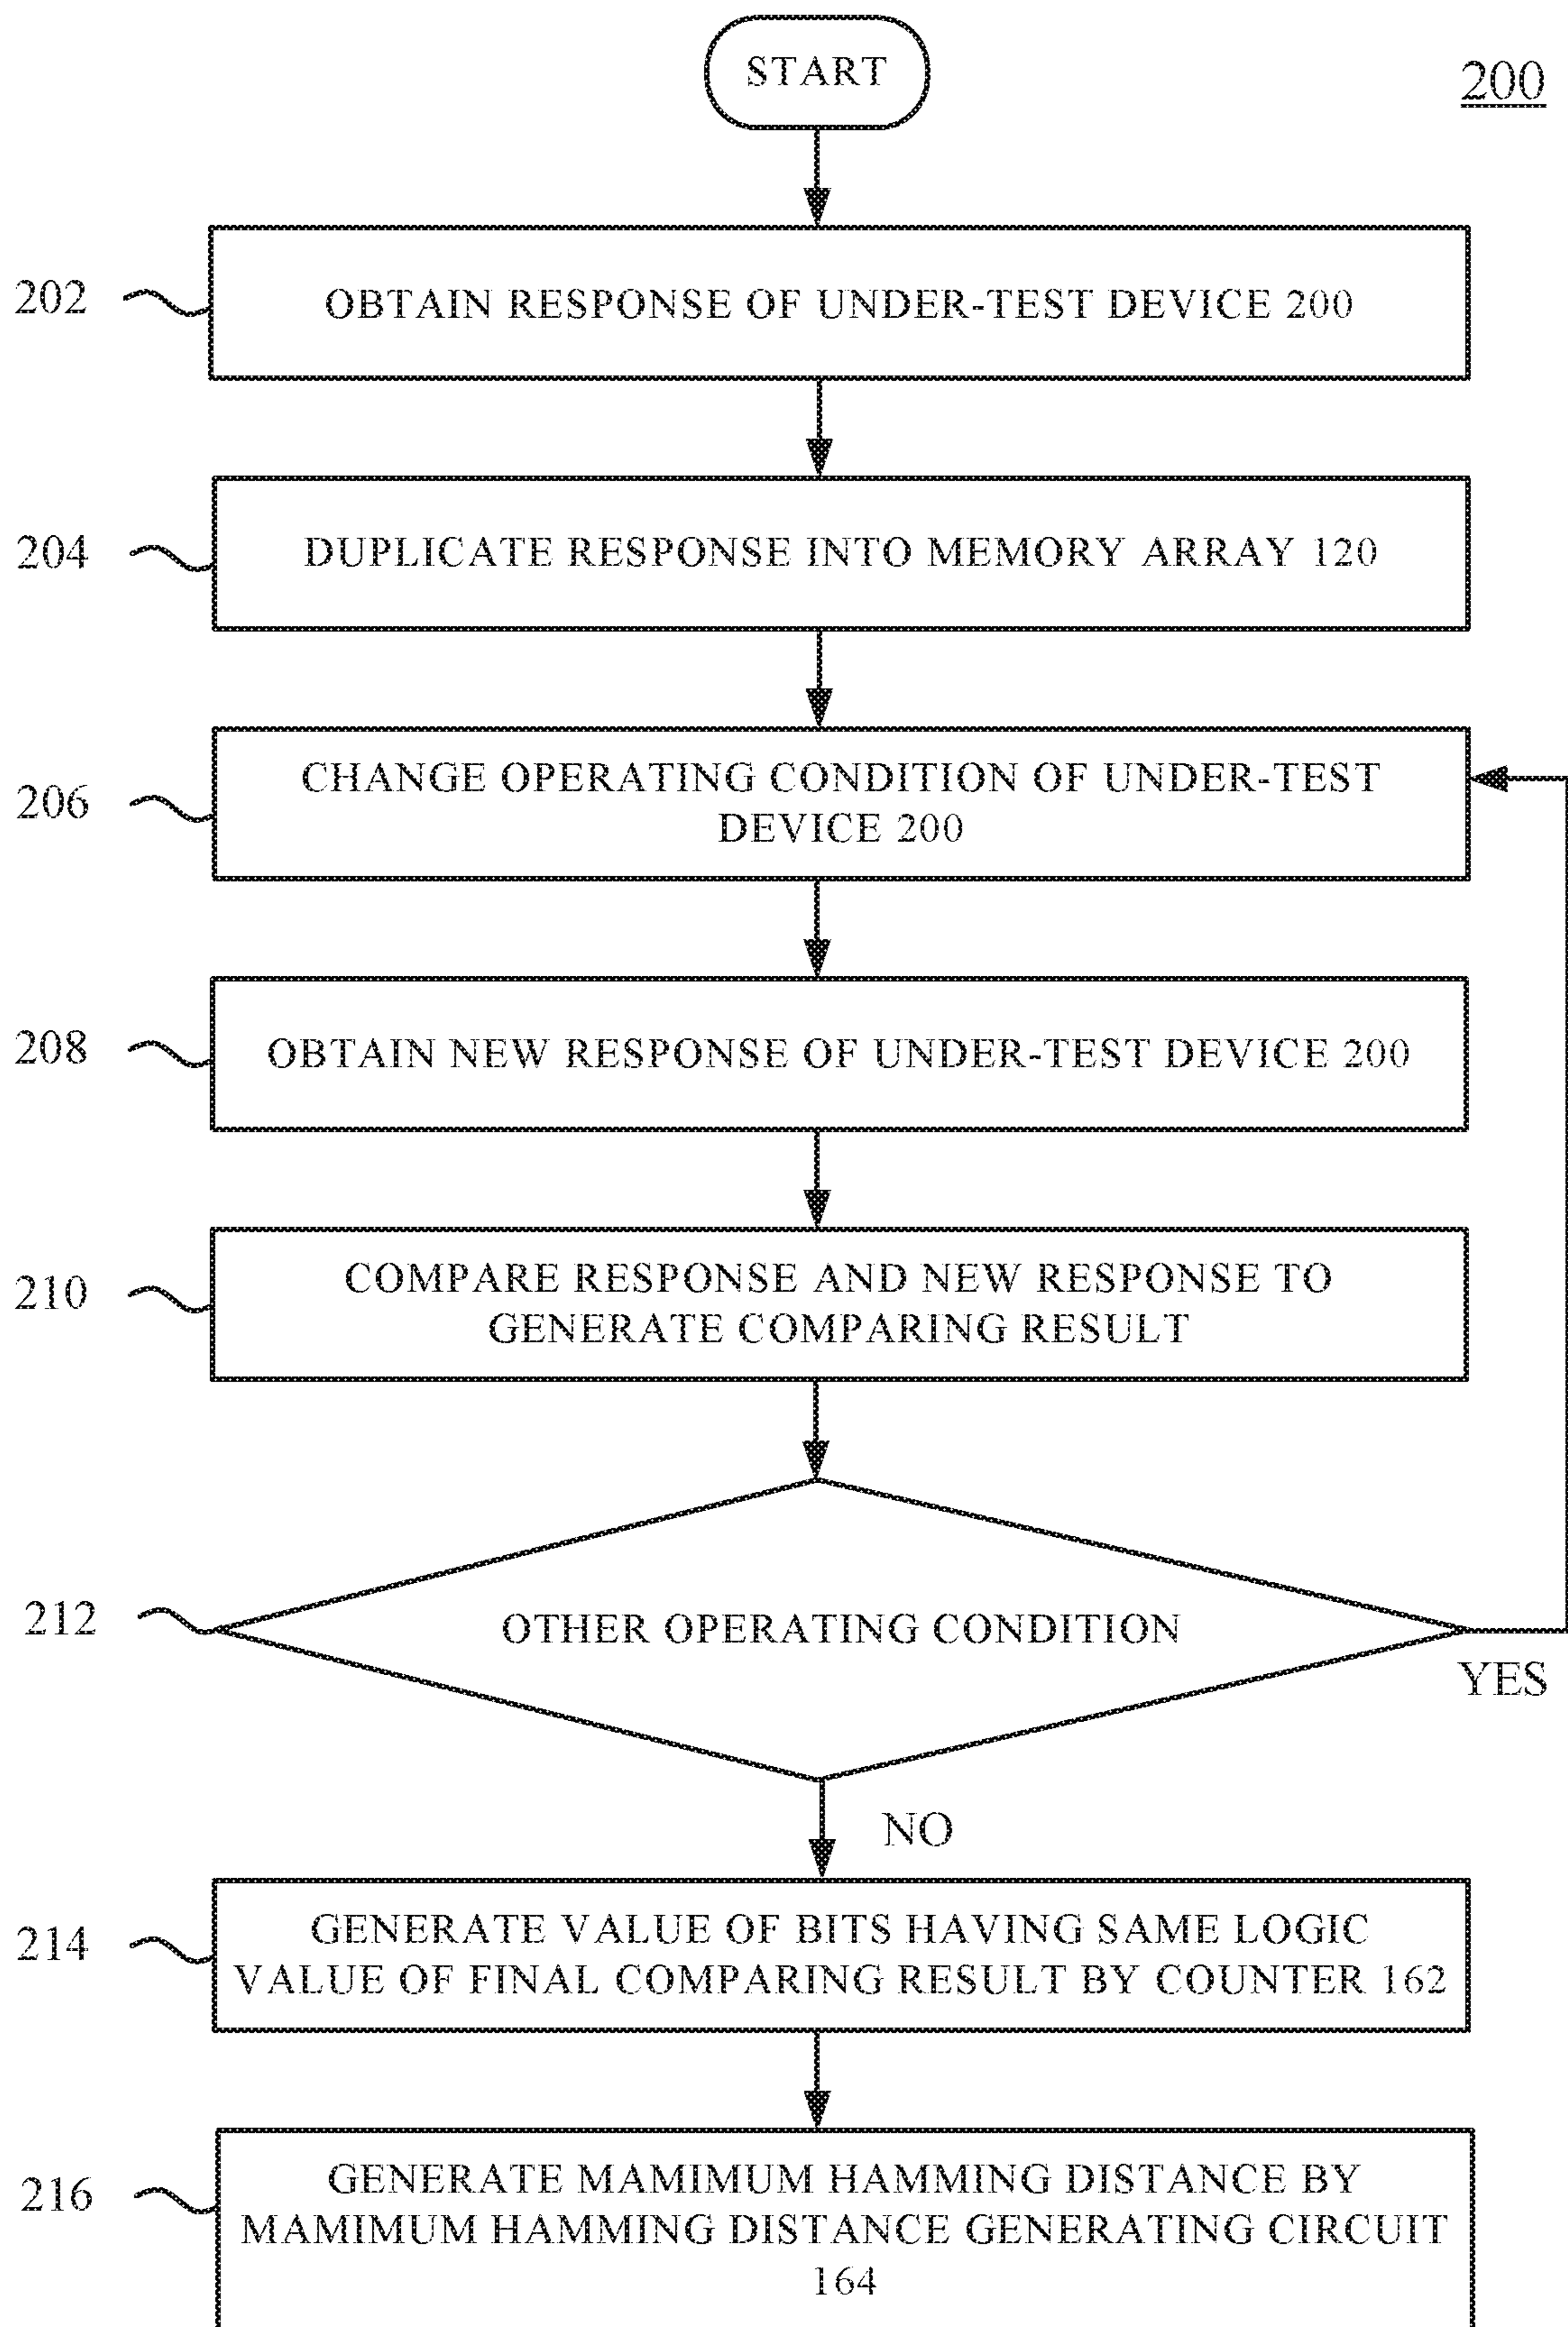 START
200
202
OBTAIN RESPONSE OF UNDER-TEST DEVICE 200
204
DUPLICATE RESPONSE INTO MEMORY ARRAY 120
206
CHANGE OPERATING CONDITION OF UNDER-TEST
DEVICE 200
208
OBTAIN NEW RESPONSE OF UNDER-TEST DEVICE 200
210
COMPARE RESPONSE AND NEW RESPONSE TO
GENERATE COMPARING RESULT
212
OTHER OPERATING CONDITION
YES
NO
214
GENERATE VALUE OF BITS HAVING SAME LOGIC
VALUE OF FINAL COMPARING RESULT BY COUNTER 162
216
GENERATE MAMIMUM HAMMING DISTANCE BY
MAMIMUM HAMMING DISTANCE GENERATING CIRCUIT
164